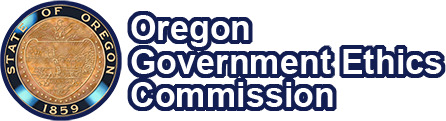 STATE OF OREGON
1859
Oregon
Government Ethics
Commission